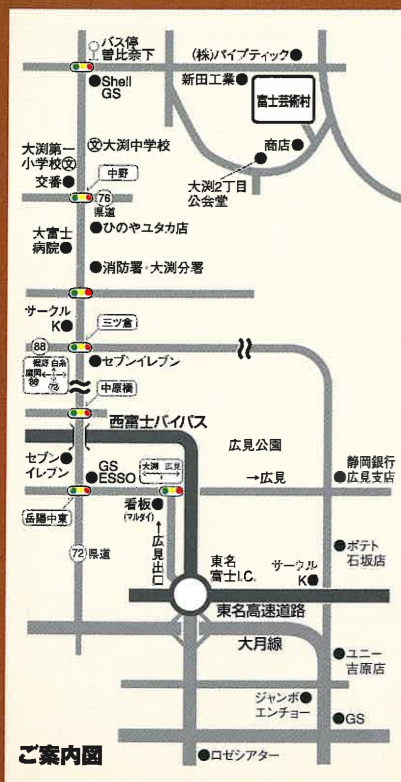 バス停
曽比奈下
(株)パイプティック
Shell
GS
新田工業
富士芸術村
大渕第一
小学校文
文大渕中学校
商店
交番
中野
76
県道
大渕2丁目
公会堂
ひのやユタカ店
大富士
病院
消防署・大渕分署
サークル
K
三ツ倉
88
セブンイレブン
中原橋
西富士バイパス
セブン
イレブン
GS
ESSO
大渕 広見
広見公園
→広見
静岡銀行
広見支店
看板
(マルダイ)
岳陽中東
↑広見出口
72
県道
東名
富士I.C.
サークル
K
ポテト
石坂店
東名高速道路
大月線
ユニー
吉原店
ジャンボ
エンチョー
GS
ご案内図
ロゼシアター